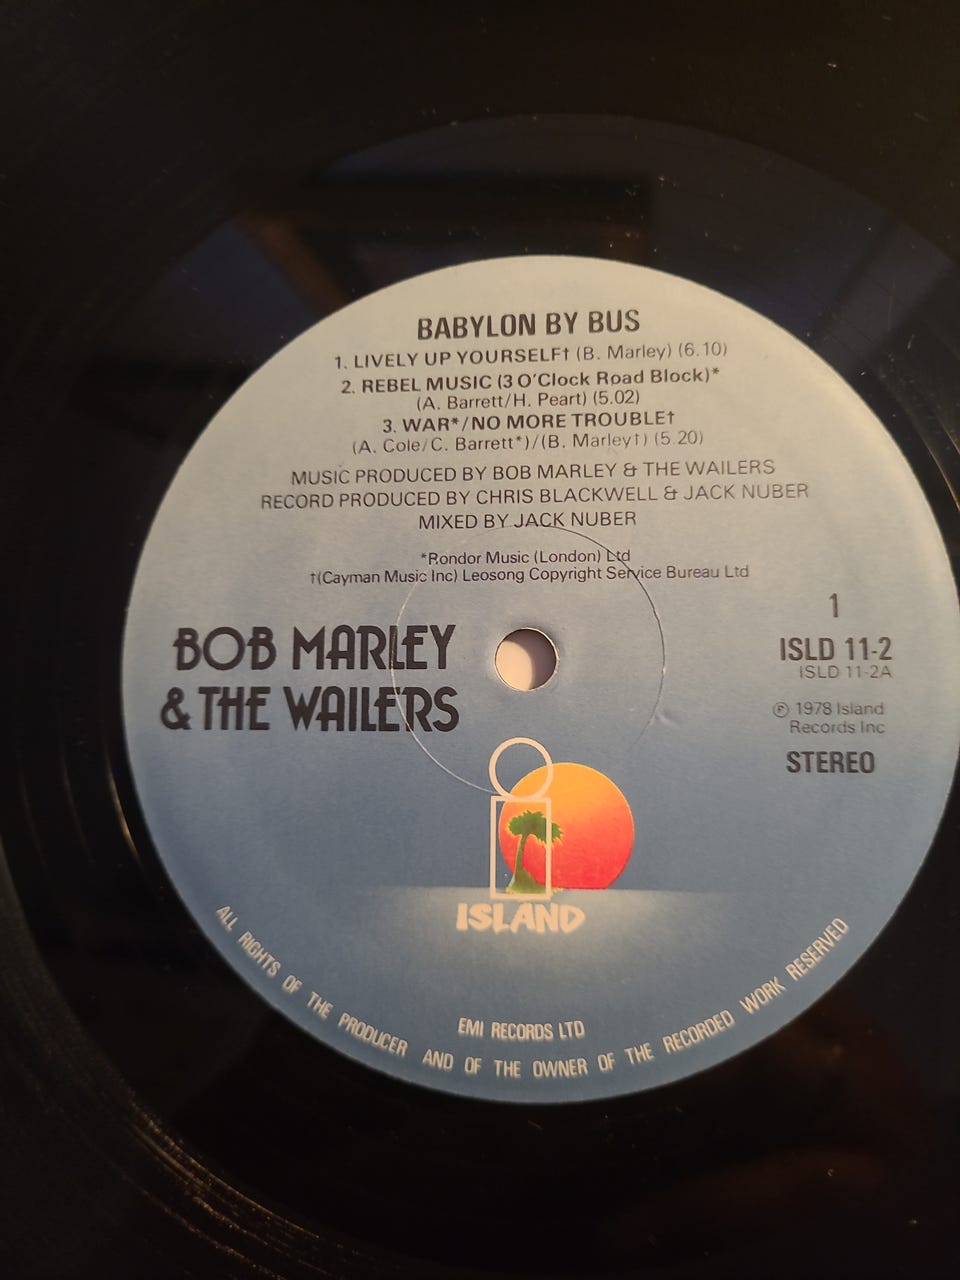 BABYLON BY BUS
1. LIVELY UP YOURSELF† (B. Marley) (6.10)
2. REBEL MUSIC (3 O'Clock Road Block)*
(A. Barrett/H. Peart) (5.02)
3. WAR*/NO MORE TROUBLE†
(A. Cole/C. Barrett*)/(B. Marley†) (5.20)
MUSIC PRODUCED BY BOB MARLEY & THE WAILERS
RECORD PRODUCED BY CHRIS BLACKWELL & JACK NUBER
MIXED BY JACK NUBER
*Rondor Music (London) Ltd
†(Cayman Music Inc) Leosong Copyright Service Bureau Ltd
BOB MARLEY
& THE WAILERS
1
ISLD 11-2
ISLD 11-2A
℗ 1978 Island
Records Inc
STEREO
i
ISLAND
EMI RECORDS LTD
ALL RIGHTS OF THE PRODUCER AND OF THE OWNER OF THE RECORDED WORK RESERVED